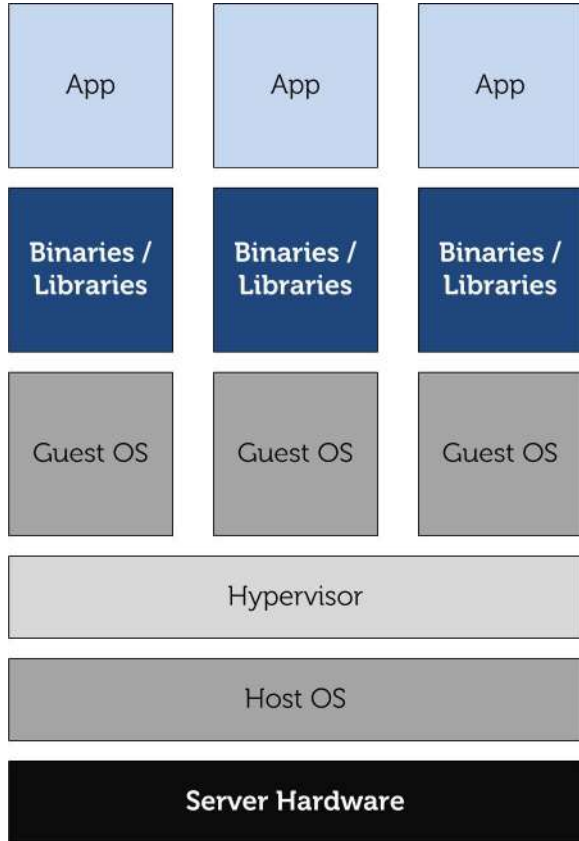 App
App
App
Binaries /
Libraries
Binaries /
Libraries
Binaries /
Libraries
Guest OS
Guest OS
Guest OS
Hypervisor
Host OS
Server Hardware